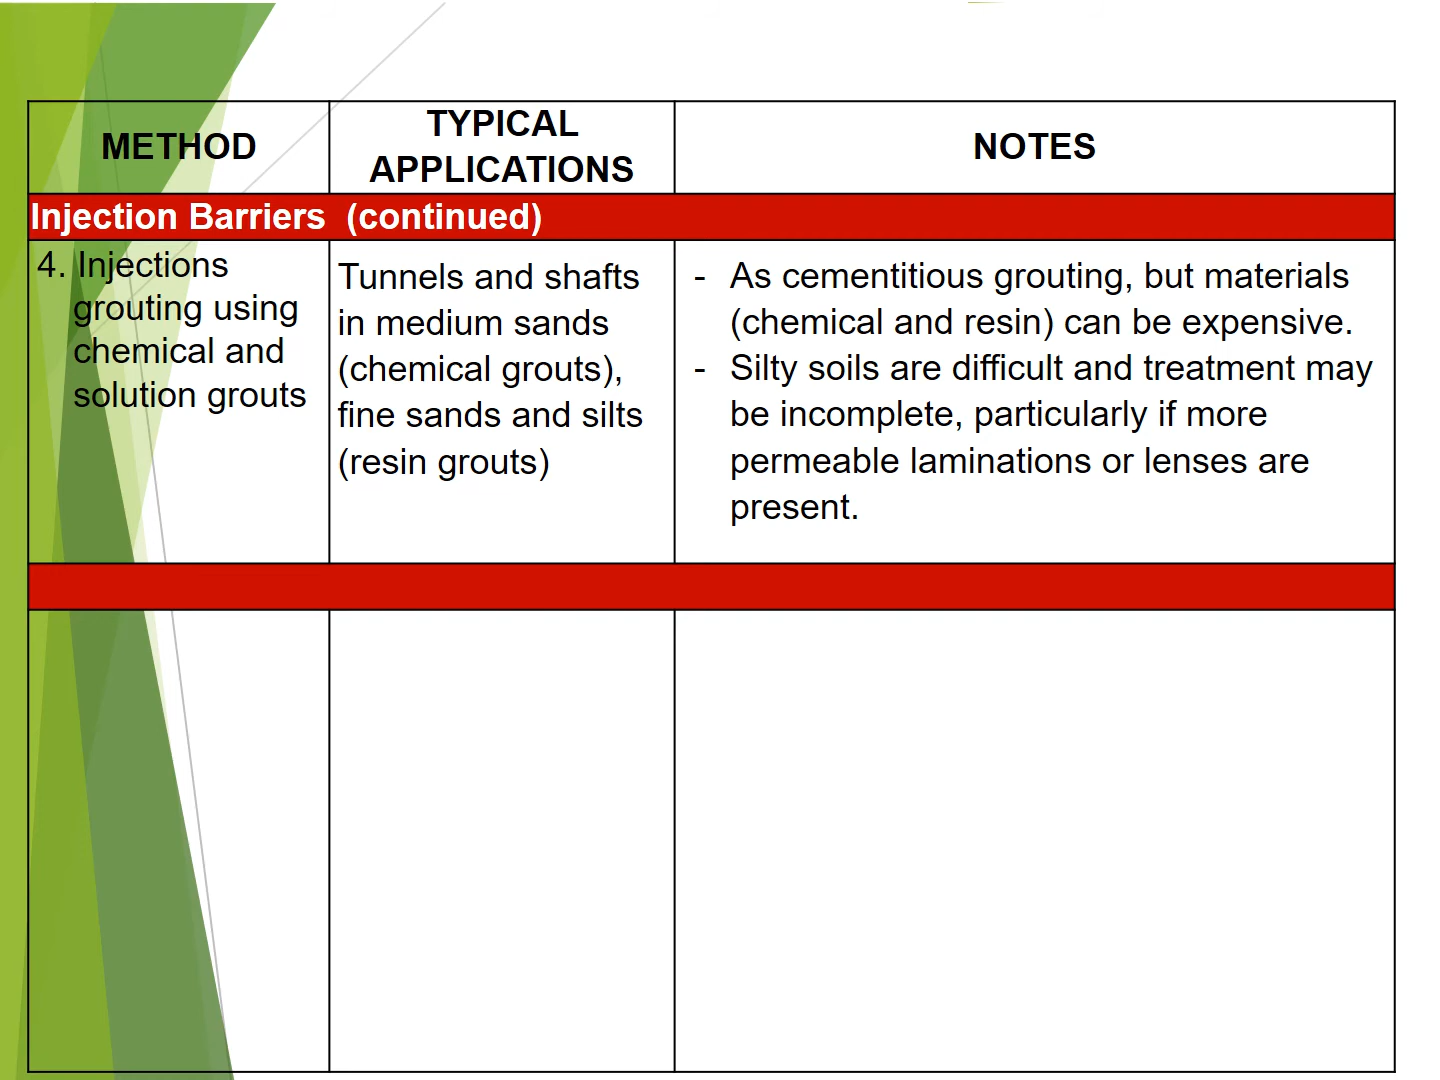 METHOD
TYPICAL
APPLICATIONS
NOTES
Injection Barriers (continued)
4. Injections
grouting using
chemical and
solution grouts
Tunnels and shafts
in medium sands
(chemical grouts),
fine sands and silts
(resin grouts)
- As cementitious grouting, but materials
(chemical and resin) can be expensive.
- Silty soils are difficult and treatment may
be incomplete, particularly if more
permeable laminations or lenses are
present.